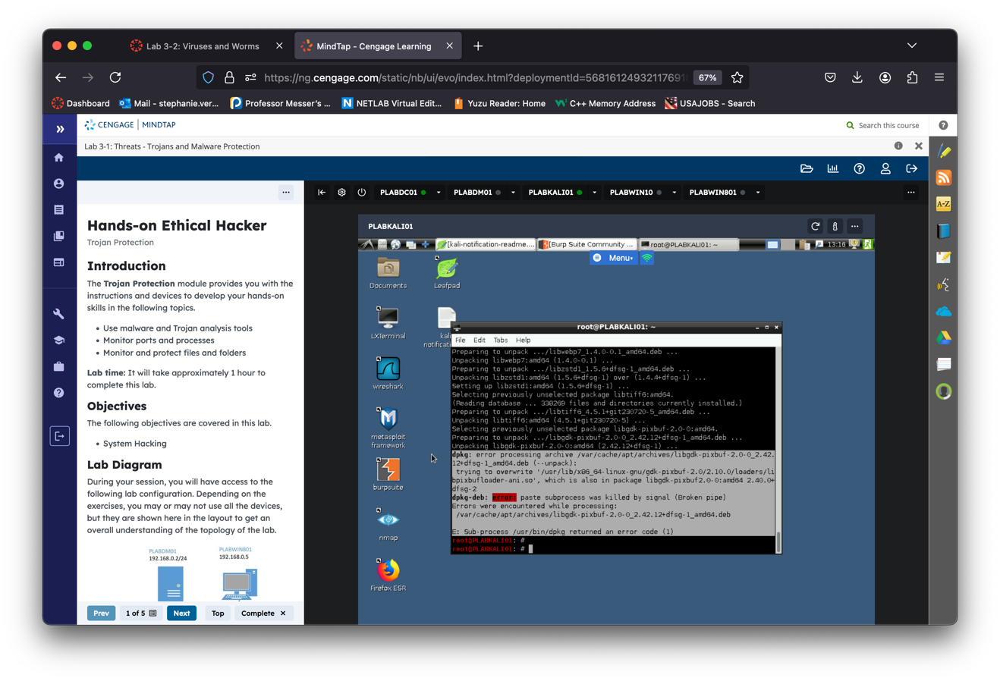 Lab 3-2: Viruses and Worms
MindTap - Cengage Learning
https://ng.cengage.com/static/nb/ui/evo/index.html?deploymentId=5681612493211769
67%
Dashboard
Mail - stephanie.ver...
Professor Messer's ...
NETLAB Virtual Edit...
Yuzu Reader: Home
C++ Memory Address
USAJOBS - Search
CENGAGE | MINDTAP
Search this course
Lab 3-1: Threats - Trojans and Malware Protection
PLABDC01
PLABDM01
PLABKALI01
PLABWIN10
PLABWIN801
Hands-on Ethical Hacker
Trojan Protection
Introduction
The Trojan Protection module provides you with the
instructions and devices to develop your hands-on
skills in the following topics.
• Use malware and Trojan analysis tools
• Monitor ports and processes
• Monitor and protect files and folders
Lab time: It will take approximately 1 hour to
complete this lab.
Objectives
The following objectives are covered in this lab.
• System Hacking
Lab Diagram
During your session, you will have access to the
following lab configuration. Depending on the
exercises, you may or may not use all the devices,
but they are shown here in the layout to get an
overall understanding of the topology of the lab.
PLABDM01
192.168.0.2/24
PLABWIN801
192.168.0.5
Prev
1 of 5
Next
Top
Complete
PLABKALI01
[kali-notification-readme....
[Burp Suite Community ...
root@PLABKALI01: ~
13:16
Menu
Documents
Leafpad
LXTerminal
kali
notification
wireshark
metasploit
framework
burpsuite
nmap
Firefox ESR
root@PLABKALI01: ~
File Edit Tabs Help
Preparing to unpack .../libwebp7_1.4.0-0.1_amd64.deb ...
Unpacking libwebp7:amd64 (1.4.0-0.1) ...
Preparing to unpack .../libzstd1_1.5.6+dfsg-1_amd64.deb ...
Unpacking libzstd1:amd64 (1.5.6+dfsg-1) over (1.4.4+dfsg-1) ...
Setting up libzstd1:amd64 (1.5.6+dfsg-1) ...
Selecting previously unselected package libtiff6:amd64.
(Reading database ... 338269 files and directories currently installed.)
Preparing to unpack .../libtiff6_4.5.1+git230720-5_amd64.deb ...
Unpacking libtiff6:amd64 (4.5.1+git230720-5) ...
Selecting previously unselected package libgdk-pixbuf-2.0-0:amd64.
Preparing to unpack .../libgdk-pixbuf-2.0-0_2.42.12+dfsg-1_amd64.deb ...
Unpacking libgdk-pixbuf-2.0-0:amd64 (2.42.12+dfsg-1) ...
dpkg: error processing archive /var/cache/apt/archives/libgdk-pixbuf-2.0-0_2.42.
12+dfsg-1_amd64.deb (--unpack):
trying to overwrite '/usr/lib/x86_64-linux-gnu/gdk-pixbuf-2.0/2.10.0/loaders/li
bpixbufloader-ani.so', which is also in package libgdk-pixbuf2.0-0:amd64 2.40.0+
dfsg-2
dpkg-deb: error: paste subprocess was killed by signal (Broken pipe)
Errors were encountered while processing:
/var/cache/apt/archives/libgdk-pixbuf-2.0-0_2.42.12+dfsg-1_amd64.deb
E: Sub-process /usr/bin/dpkg returned an error code (1)
root@PLABKALI01: #
root@PLABKALI01: #
A-Z